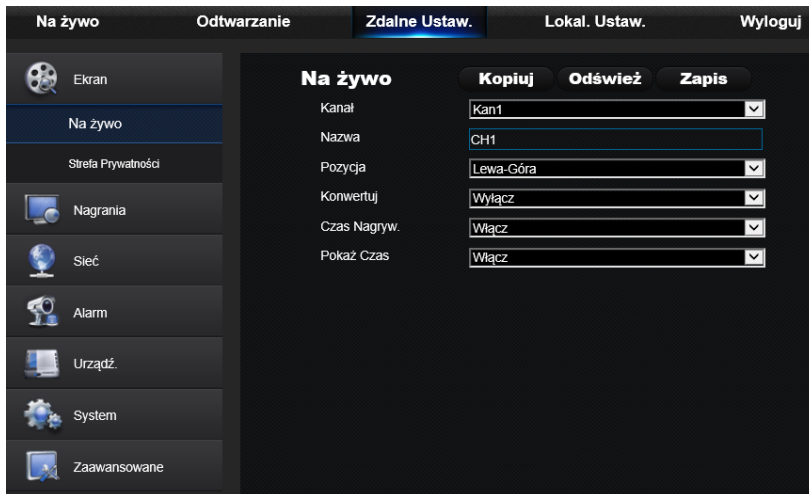 Na żywo Odtwarzanie Zdalne Ustaw. Lokal. Ustaw. Wyloguj
Ekran
Na żywo
Strefa Prywatności
Nagrania
Sieć
Alarm
Urządź.
System
Zaawansowane
Na żywo Kopiuj Odśwież Zapis
Kanał Kan1
Nazwa CH1
Pozycja Lewa-Góra
Konwertuj Wyłącz
Czas Nagryw. Włącz
Pokaż Czas Włącz